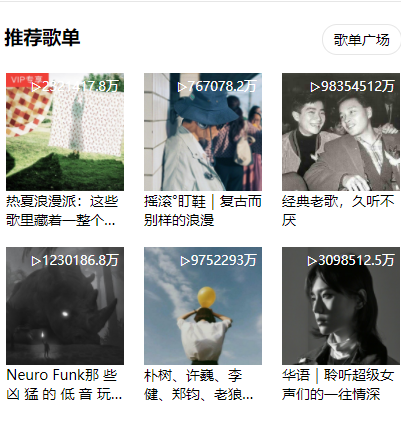 推荐歌单
歌单广场
VIP专享
▷767078.2万
▷98354512万
热夏浪漫派：这些
歌里藏着一整个...
摇滚°盯鞋｜复古而
别样的浪漫
经典老歌，久听不
厌
▷1230186.8万
▷9752293万
▷3098512.5万
Neuro Funk那 些
凶 猛 的 低 音 玩...
朴树、许巍、李
健、郑钧、老狼...
华语｜聆听超级女
声们的一往情深